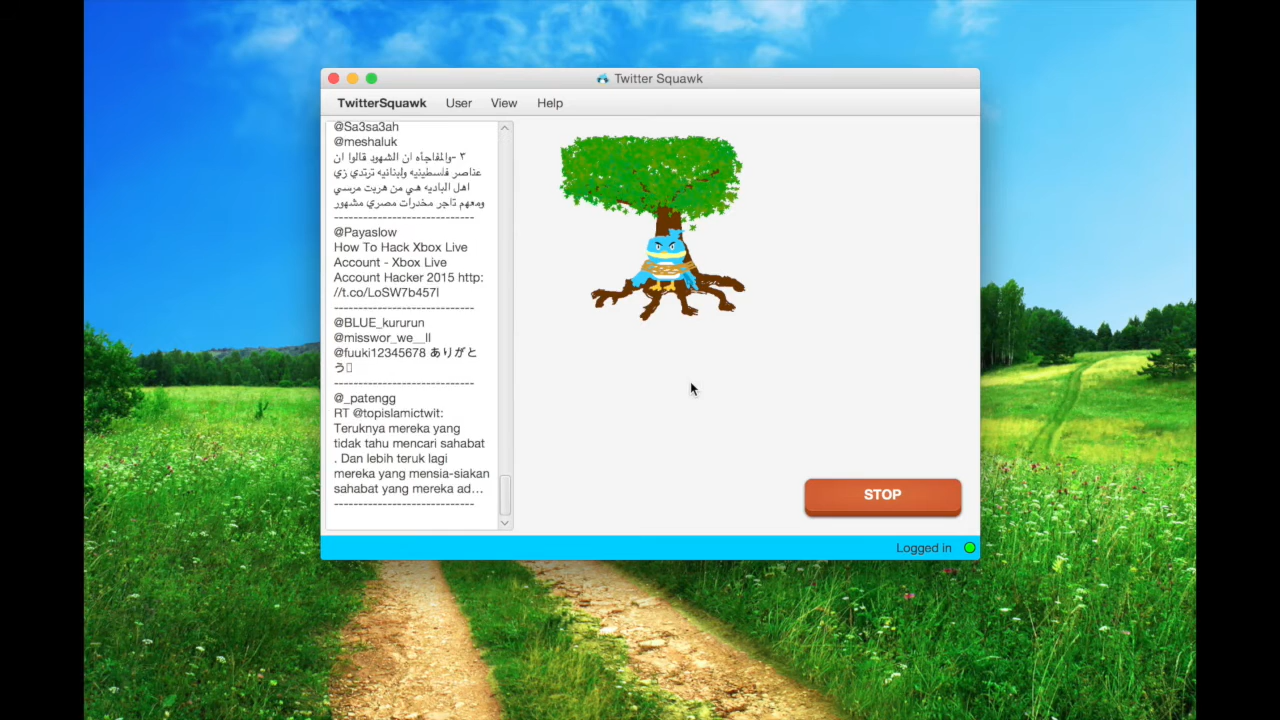 Twitter Squawk
TwitterSquawk User View Help
@Sa3sa3ah
@meshaluk
٣ -والمفاجأه ان الشهود قالوا ان
عناصر فلسطينيه ولبنانيه ترتدي زي
اهل الباديه هي من هربت مرسي
ومعهم تاجر مخدرات مصري مشهور
----------------------------
@Payaslow
How To Hack Xbox Live
Account - Xbox Live
Account Hacker 2015 http:
//t.co/LoSW7b457I
----------------------------
@BLUE_kururun
@misswor_we__ll
@fuuki12345678 ありがと
う
----------------------------
@_patengg
RT @topislamictwit:
Teruknya mereka yang
tidak tahu mencari sahabat
. Dan lebih teruk lagi
mereka yang mensia-siakan
sahabat yang mereka ad…
----------------------------
STOP
Logged in